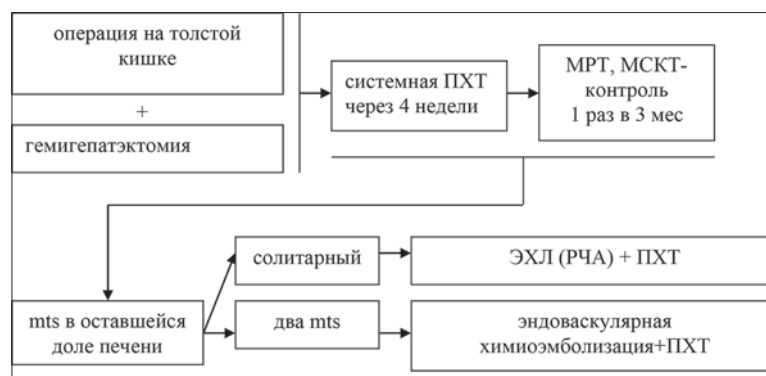 операция на толстой
кишке
+
гемигепатэктомия
системная ПХТ
через 4 недели
МРТ, МСКТ-
контроль
1 раз в 3 мес
солитарный
ЭХЛ (РЧА) + ПХТ
mts в оставшейся
доле печени
два mts
эндоваскулярная
химиоэмболизация+ПХТ